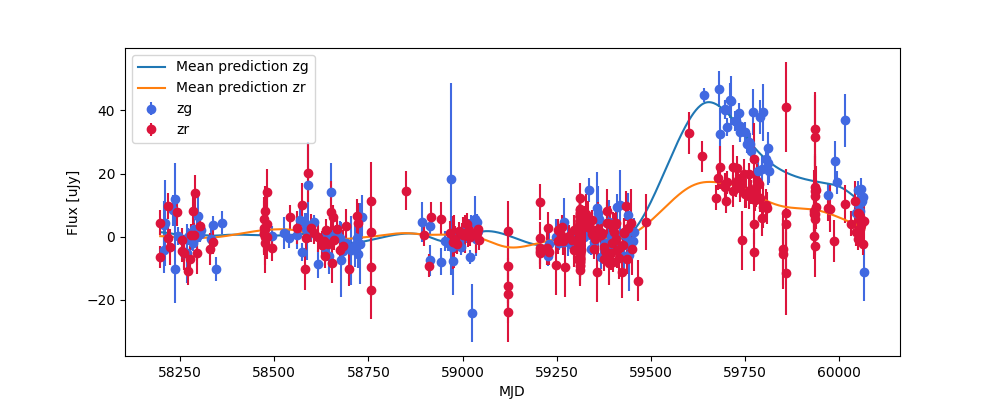 Mean prediction zg
Mean prediction zr
zg
zr
Flux [uJy]
40
20
0
−20
58250 58500 58750 59000 59250 59500 59750 60000
MJD